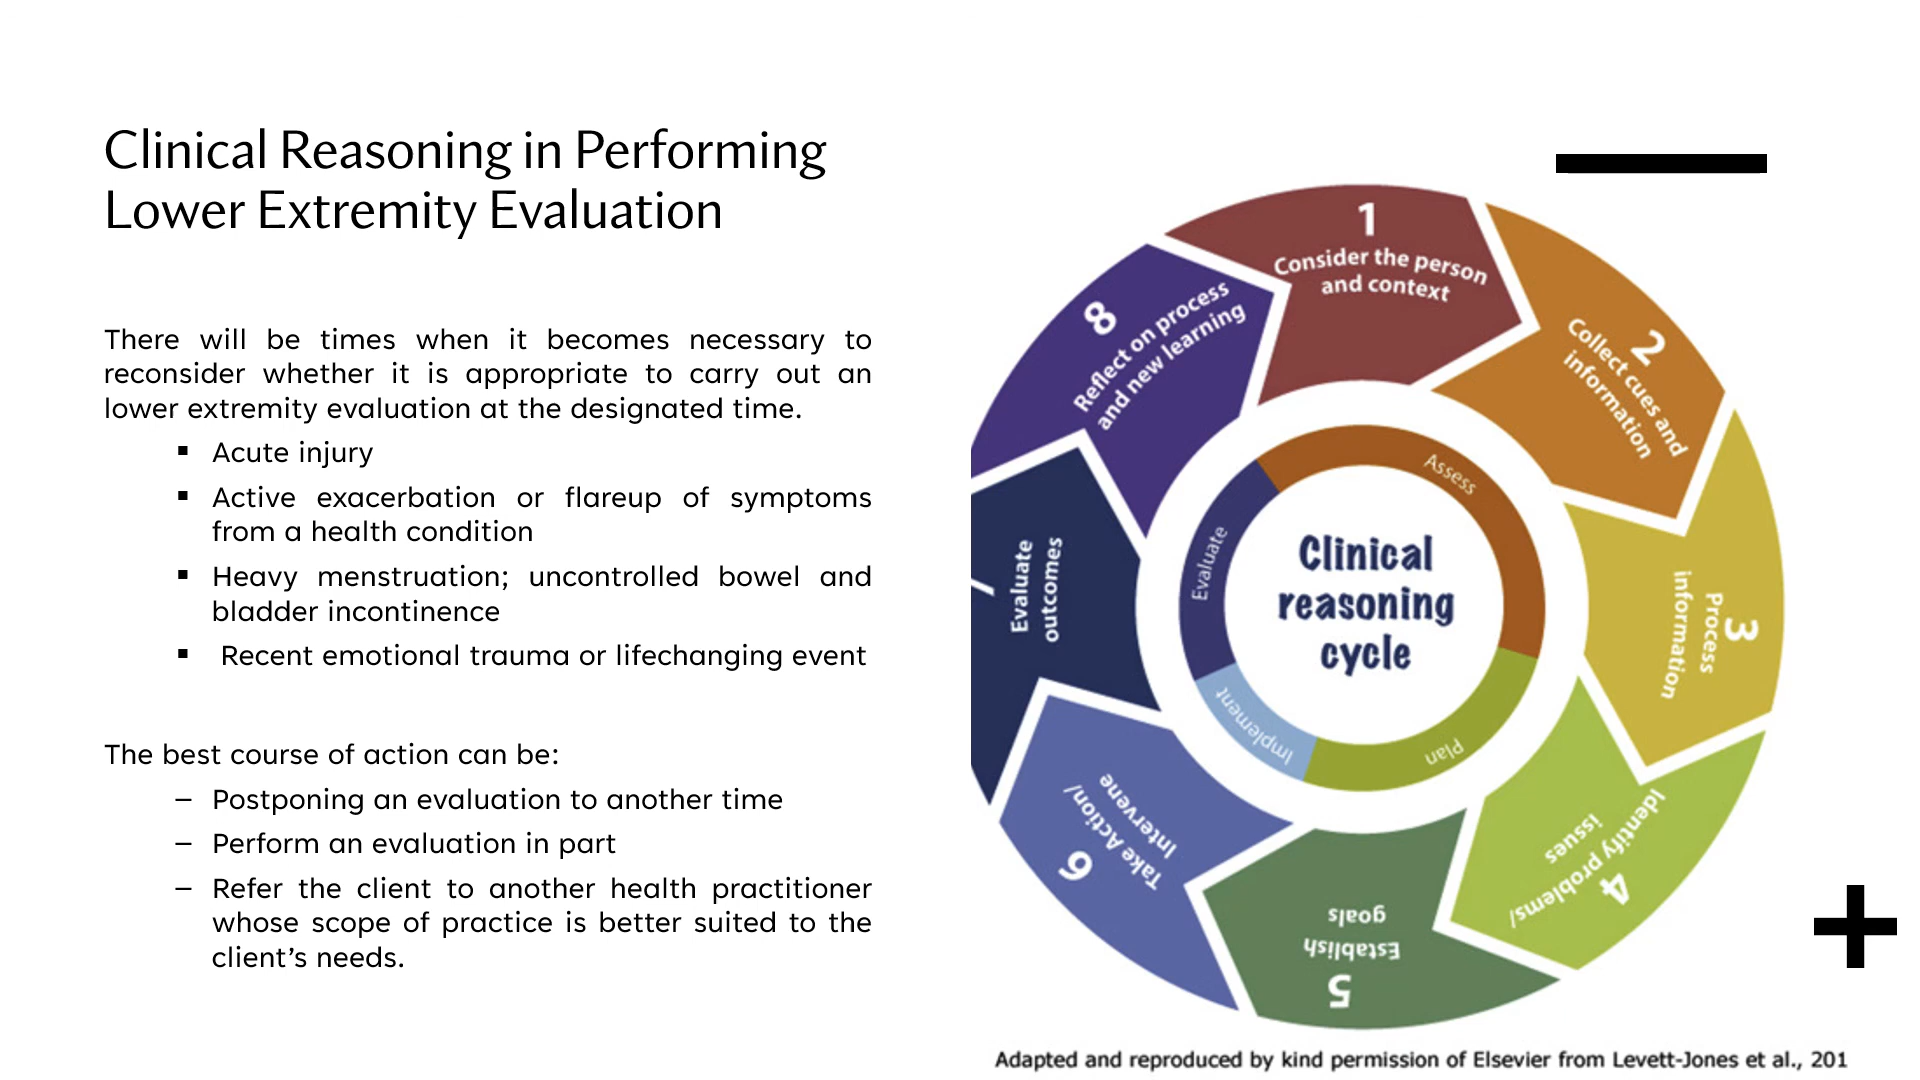 Clinical Reasoning in Performing
Lower Extremity Evaluation
There will be times when it becomes necessary to
reconsider whether it is appropriate to carry out an
lower extremity evaluation at the designated time.
▪ Acute injury
▪ Active exacerbation or flareup of symptoms
from a health condition
▪ Heavy menstruation; uncontrolled bowel and
bladder incontinence
▪ Recent emotional trauma or lifechanging event
The best course of action can be:
– Postponing an evaluation to another time
– Perform an evaluation in part
– Refer the client to another health practitioner
whose scope of practice is better suited to the
client’s needs.
1
Consider the person
and context
2
Collect cues and
information
3
Process
information
4
Identify problems/
issues
5
Establish
goals
6
Take Action/
Intervene
Evaluate
outcomes
8
Reflect on process
and new learning
Assess
Plan
Implement
Evaluate
Clinical
reasoning
cycle
Adapted and reproduced by kind permission of Elsevier from Levett-Jones et al., 201